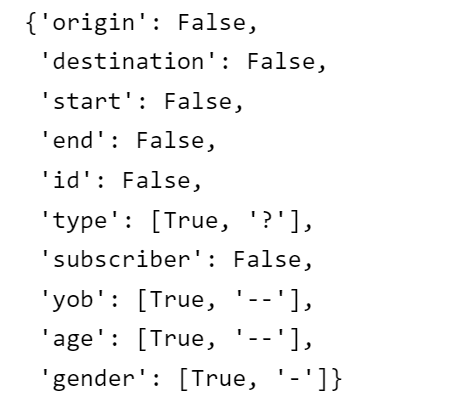 {'origin': False,
'destination': False,
'start': False,
'end': False,
'id': False,
'type': [True, '?'],
'subscriber': False,
'yob': [True, '--'],
'age': [True, '--'],
'gender': [True, '-']}